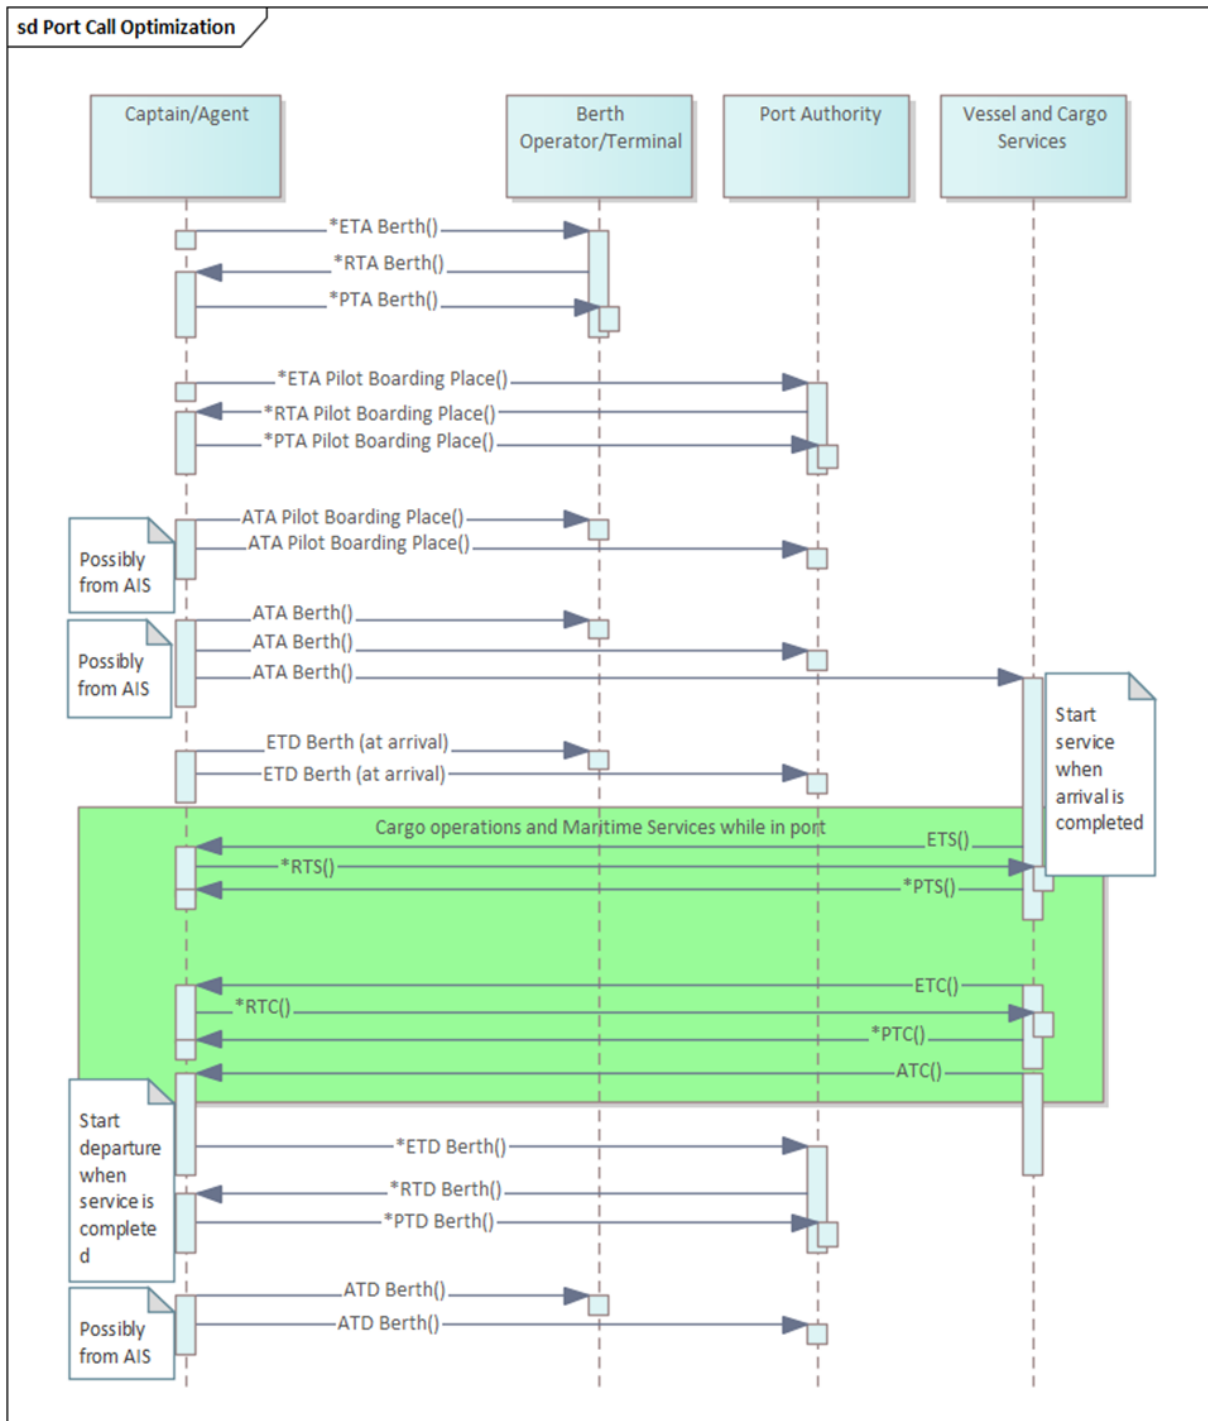 sd Port Call Optimization
Captain/Agent
Berth
Operator/Terminal
Port Authority
Vessel and Cargo
Services
*ETA Berth()
*RTA Berth()
*PTA Berth()
*ETA Pilot Boarding Place()
*RTA Pilot Boarding Place()
*PTA Pilot Boarding Place()
ATA Pilot Boarding Place()
ATA Pilot Boarding Place()
Possibly
from AIS
ATA Berth()
ATA Berth()
ATA Berth()
Possibly
from AIS
Start
service
when
arrival is
completed
ETD Berth (at arrival)
ETD Berth (at arrival)
Cargo operations and Maritime Services while in port
ETS()
*RTS()
*PTS()
ETC()
*RTC()
*PTC()
ATC()
Start
departure
when
service is
complete
d
*ETD Berth()
*RTD Berth()
*PTD Berth()
ATD Berth()
ATD Berth()
Possibly
from AIS